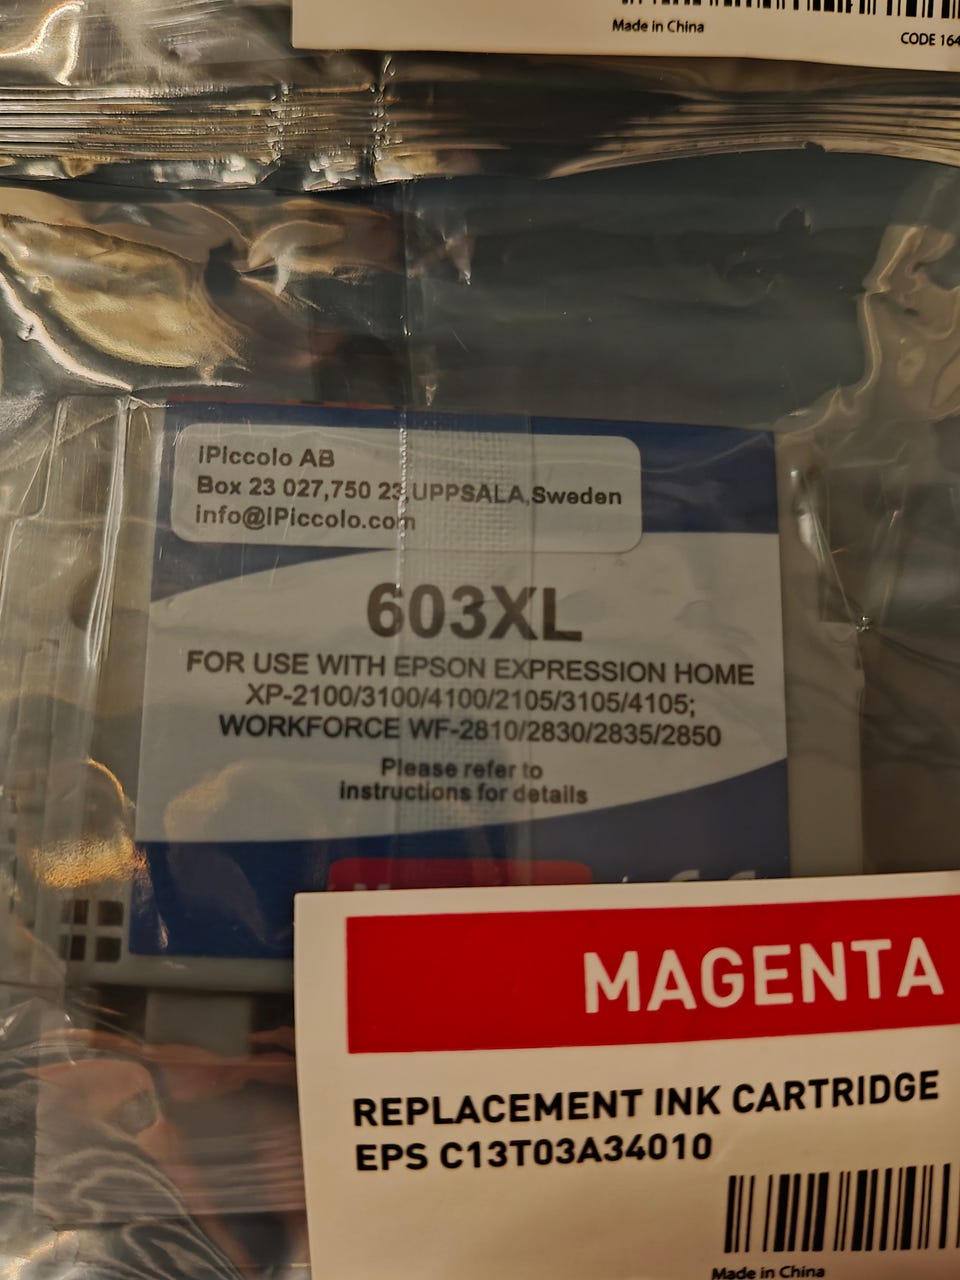 Made in China
CODE 164
iPiccolo AB
Box 23 027,750 23,UPPSALA,Sweden
info@iPiccolo.com
603XL
FOR USE WITH EPSON EXPRESSION HOME
XP-2100/3100/4100/2105/3105/4105;
WORKFORCE WF-2810/2830/2835/2850
Please refer to
instructions for details
MAGENTA
REPLACEMENT INK CARTRIDGE
EPS C13T03A34010
Made in China